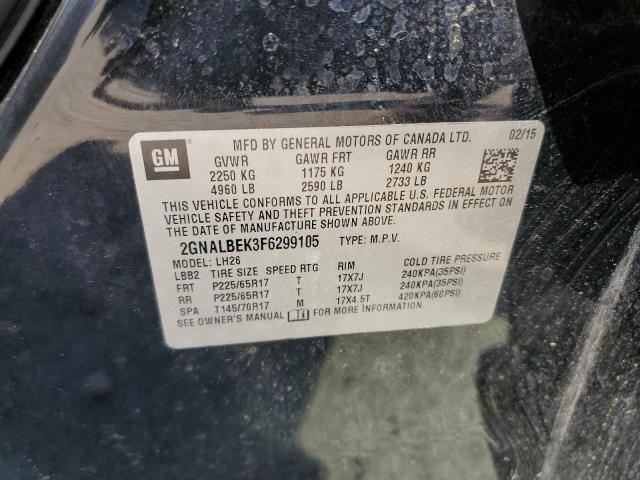 GM
MFD BY GENERAL MOTORS OF CANADA LTD. 02/15
GVWR GAWR FRT GAWR RR
2250 KG 1175 KG 1240 KG
4960 LB 2590 LB 2733 LB
THIS VEHICLE CONFORMS TO ALL APPLICABLE U.S. FEDERAL MOTOR
VEHICLE SAFETY AND THEFT PREVENTION STANDARDS IN EFFECT ON
THE DATE OF MANUFACTURE SHOWN ABOVE.
2GNALBEK3F6299105 TYPE: M.P.V.
MODEL: LH26
LBB2 TIRE SIZE SPEED RTG RIM COLD TIRE PRESSURE
FRT P225/65R17 T 17X7J 240KPA(35PSI)
RR P225/65R17 T 17X7J 240KPA(35PSI)
SPA T145/70R17 M 17X4.5T 420KPA(60PSI)
SEE OWNER'S MANUAL FOR MORE INFORMATION.